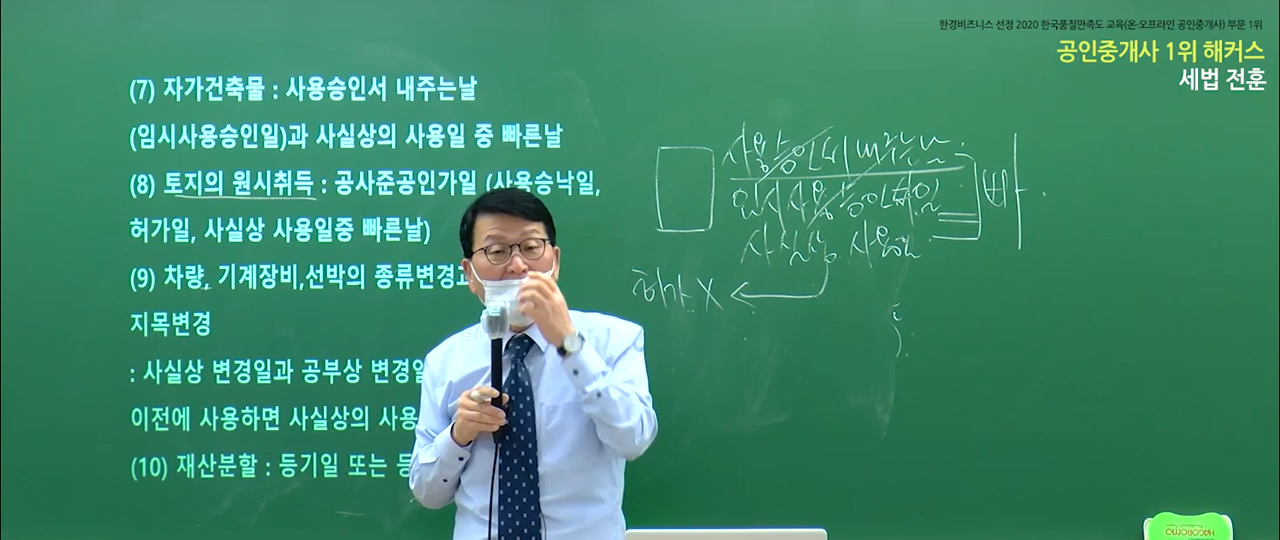 한경비즈니스 선정 2020 한국품질만족도 교육(온·오프라인 공인중개사) 부문 1위
공인중개사 1위 해커스
세법 전훈
(7) 자가건축물 : 사용승인서 내주는날
(임시사용승인일)과 사실상의 사용일 중 빠른날
(8) 토지의 원시취득 : 공사준공인가일 (사용승낙일,
허가일, 사실상 사용일중 빠른날)
(9) 차량, 기계장비,선박의 종류변경
지목변경
: 사실상 변경일과 공부상 변경일
이전에 사용하면 사실상의 사용
(10) 재산분할 : 등기일 또는 등
사용승인서 내주는날
임시사용승인일
사실상 사용일
빠
허가 X
HAGOROMO